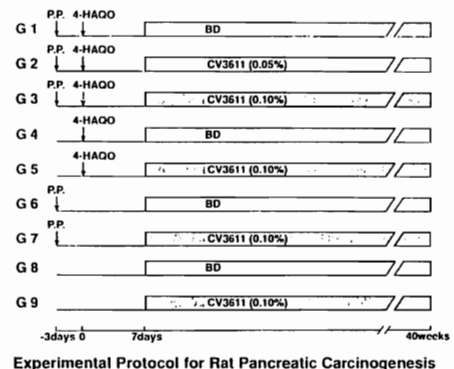 P.P. 4-HAQO
G 1 BD
P.P. 4-HAQO
G 2 CV3611 (0.05%)
P.P. 4-HAQO
G 3 CV3611 (0.10%)
4-HAQO
G 4 BD
4-HAQO
G 5 CV3611 (0.10%)
P.P.
G 6 BD
P.P.
G 7 CV3611 (0.10%)
G 8 BD
G 9 CV3611 (0.10%)
-3days 0 7days 40weeks
Experimental Protocol for Rat Pancreatic Carcinogenesis